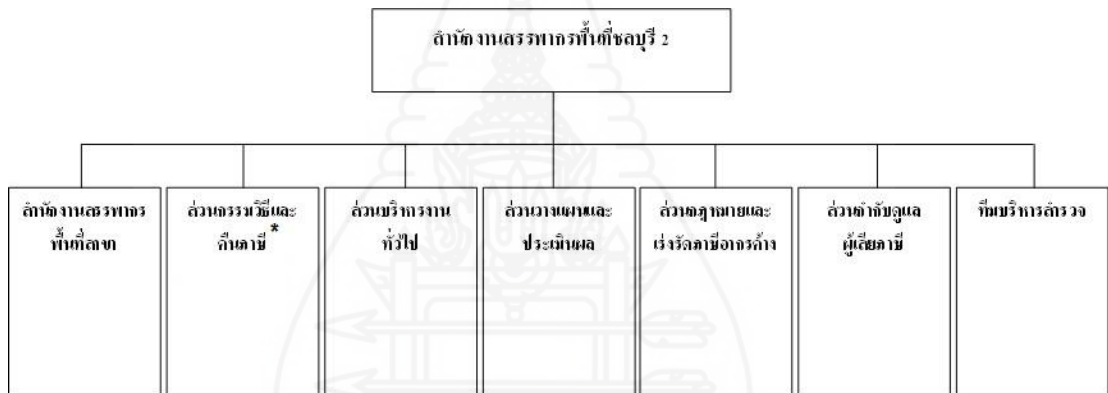 สำนักงานสรรพากรพื้นที่ชลบุรี 2
สำนักงานสรรพากร
พื้นที่สาขา
ส่วนกรรมวิธีและ
คืนภาษี *
ส่วนบริหารงาน
ทั่วไป
ส่วนวางแผนและ
ประเมินผล
ส่วนกฎหมายและ
เร่งรัดภาษีอากรค้าง
ส่วนกำกับดูแล
ผู้เสียภาษี
ทีมบริหารสำรวจ